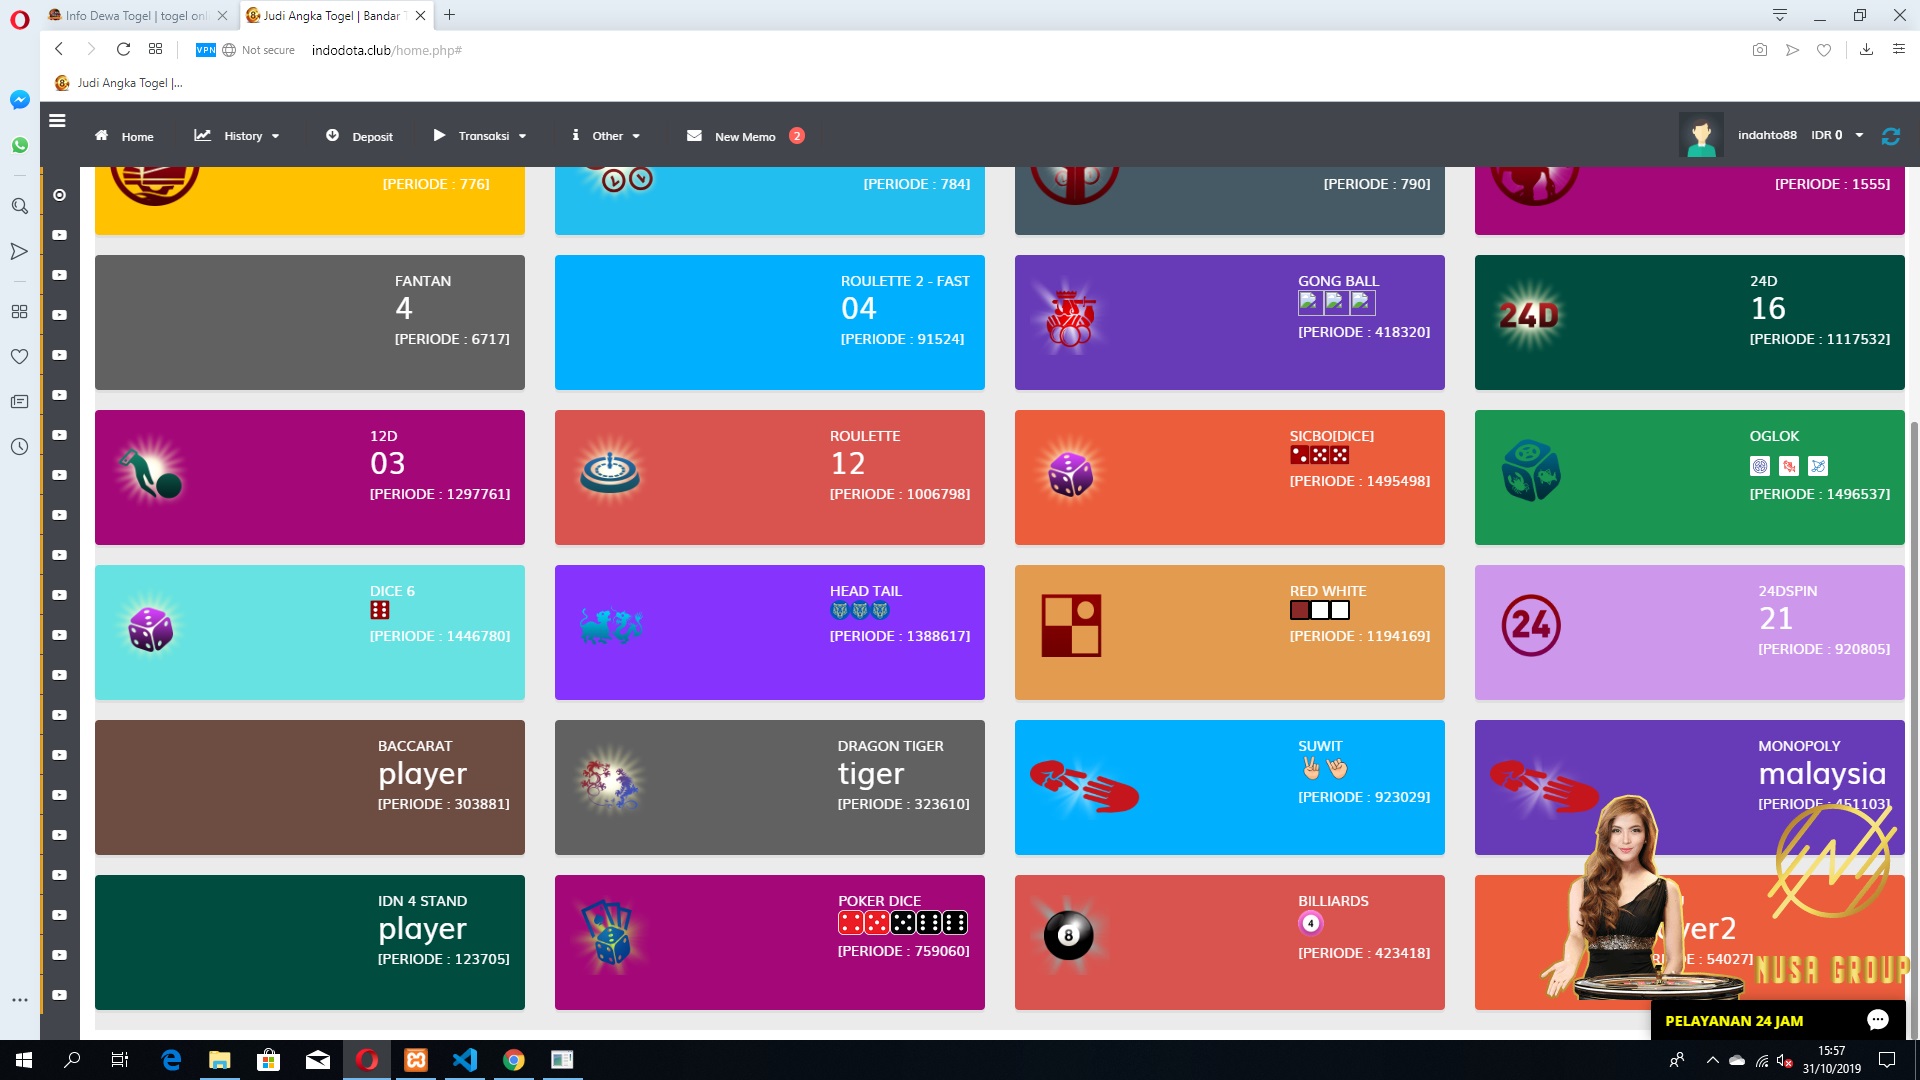 Info Dewa Togel | togel onl
Judi Angka Togel | Bandar T
VPN
Not secure
indodota.club/home.php#
Judi Angka Togel |...
Home
History
Deposit
Transaksi
Other
New Memo
2
indahto88
IDR 0
[PERIODE : 776]
[PERIODE : 784]
[PERIODE : 790]
[PERIODE : 1555]
FANTAN
4
[PERIODE : 6717]
ROULETTE 2 - FAST
04
[PERIODE : 91524]
GONG BALL
[PERIODE : 418320]
24D
24D
16
[PERIODE : 1117532]
12D
03
[PERIODE : 1297761]
ROULETTE
12
[PERIODE : 1006798]
SICBO[DICE]
[PERIODE : 1495498]
OGLOK
[PERIODE : 1496537]
DICE 6
[PERIODE : 1446780]
HEAD TAIL
[PERIODE : 1388617]
RED WHITE
[PERIODE : 1194169]
24
24DSPIN
21
[PERIODE : 920805]
BACCARAT
player
[PERIODE : 303881]
DRAGON TIGER
tiger
[PERIODE : 323610]
SUWIT
[PERIODE : 923029]
MONOPOLY
malaysia
[PERIODE : 451103]
IDN 4 STAND
player
[PERIODE : 123705]
POKER DICE
[PERIODE : 759060]
8
BILLIARDS
4
[PERIODE : 423418]
yer2
E : 54027]
NUSA GROUP
PELAYANAN 24 JAM
15:57
31/10/2019